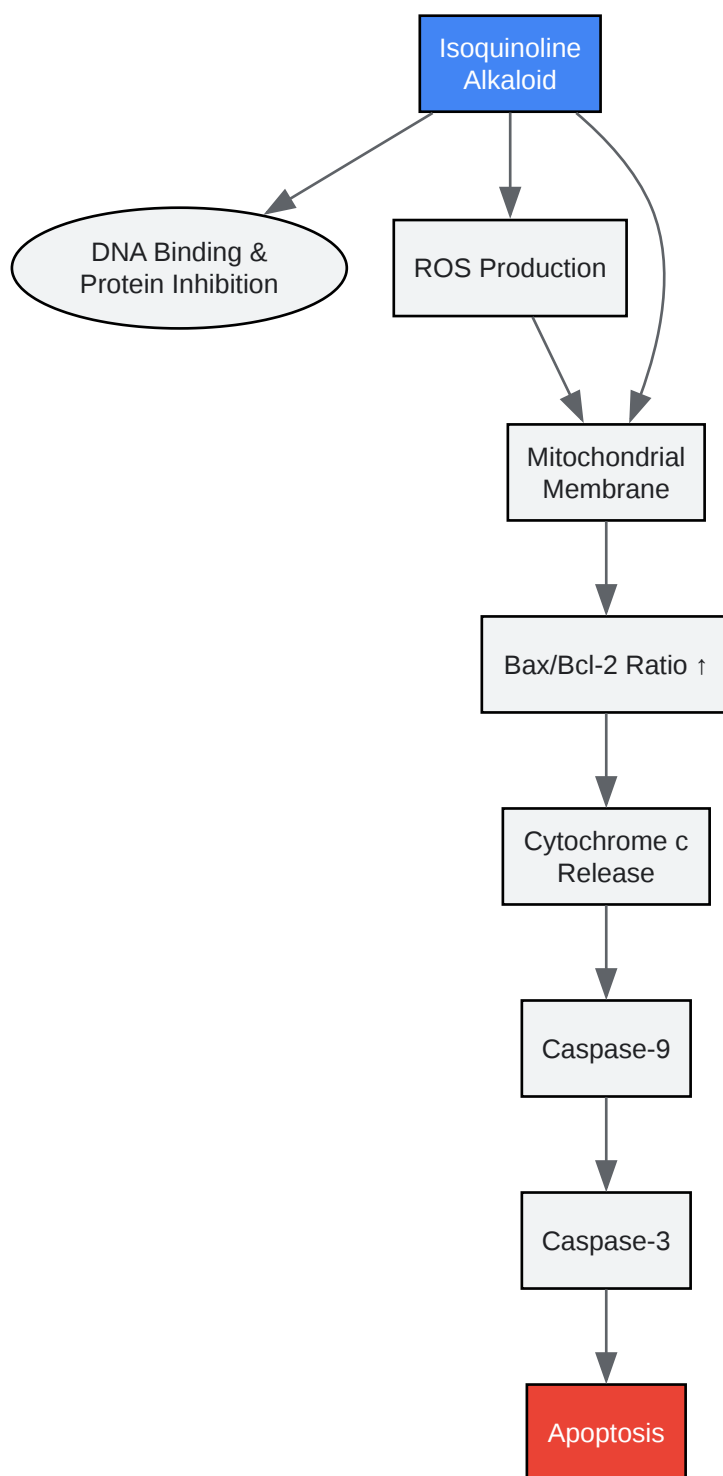 Isoquinoline
Alkaloid
DNA Binding &
Protein Inhibition
ROS Production
Mitochondrial
Membrane
Bax/Bcl-2 Ratio ↑
Cytochrome c
Release
Caspase-9
Caspase-3
Apoptosis